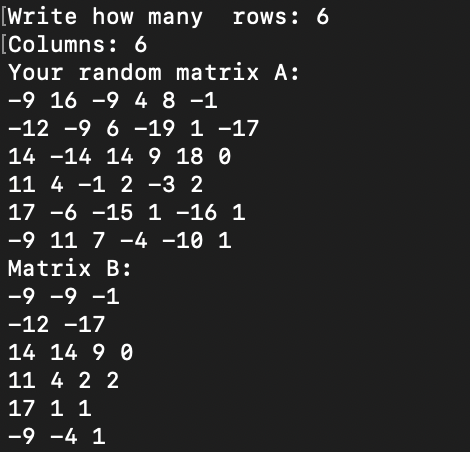 [Write how many  rows: 6
[Columns: 6
Your random matrix A:
-9 16 -9 4 8 -1
-12 -9 6 -19 1 -17
14 -14 14 9 18 0
11 4 -1 2 -3 2
17 -6 -15 1 -16 1
-9 11 7 -4 -10 1
Matrix B:
-9 -9 -1
-12 -17
14 14 9 0
11 4 2 2
17 1 1
-9 -4 1